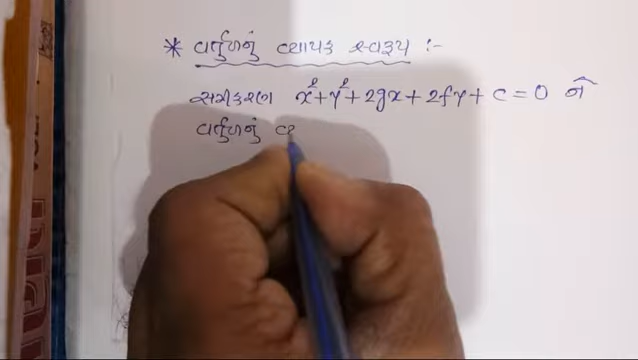 * વર્તુળનું વ્યાપક સ્વરૂપ :-
સમીકરણ x²+y²+2gx+2fy+c=0 ને
વર્તુળનું વ્ય